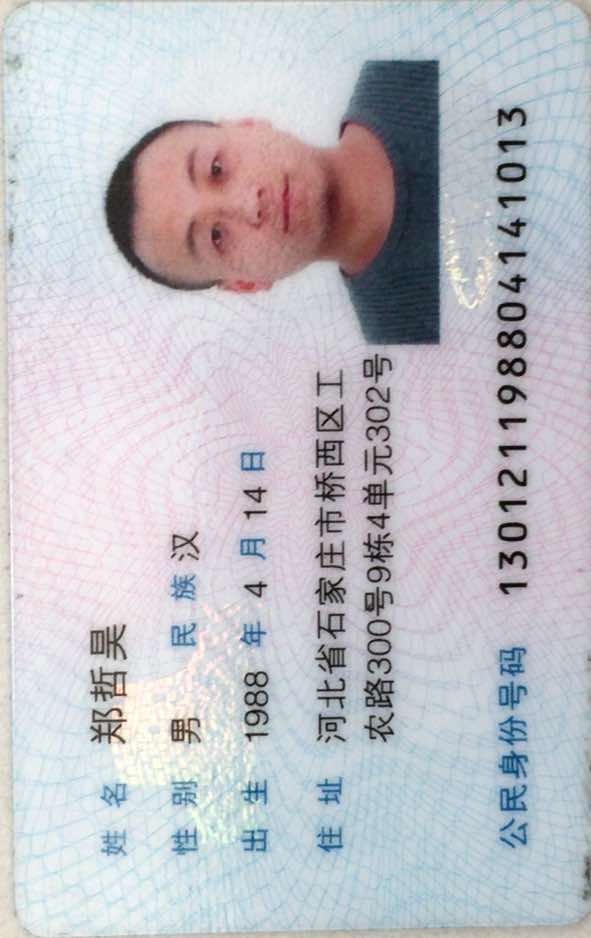 姓名 郑哲昊
性别 男 民族 汉
出生 1988 年 4 月 14 日
住址 河北省石家庄市桥西区工
农路300号9栋4单元302号
公民身份号码 130121198804141013